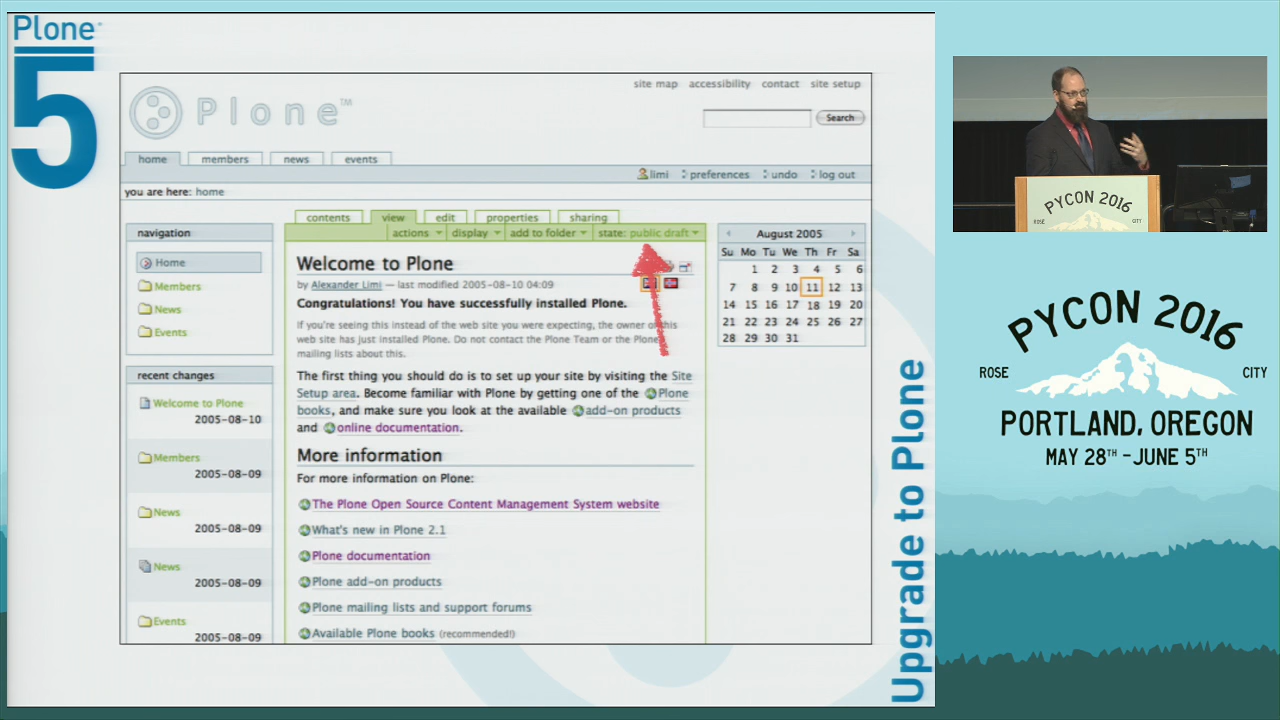 Plone
5
Upgrade to Plone
Plone™
site map accessibility contact site setup
Search
home members news events
limi preferences undo log out
you are here: home
navigation
Home
Members
News
Events
recent changes
Welcome to Plone
2005-08-10
Members
2005-08-09
News
2005-08-09
News
2005-08-09
Events
2005-08-09
contents view edit properties sharing
actions display add to folder state: public draft
Welcome to Plone
by Alexander Limi — last modified 2005-08-10 04:09
Congratulations! You have successfully installed Plone.
If you're seeing this instead of the web site you were expecting, the owner of this
web site has just installed Plone. Do not contact the Plone Team or the Plone
mailing lists about this.
The first thing you should do is to set up your site by visiting the Site
Setup area. Become familiar with Plone by getting one of the Plone
books, and make sure you look at the available add-on products
and online documentation.
More information
For more information on Plone:
The Plone Open Source Content Management System website
What's new in Plone 2.1
Plone documentation
Plone add-on products
Plone mailing lists and support forums
Available Plone books (recommended!)
August 2005
Su Mo Tu We Th Fr Sa
1 2 3 4 5 6
7 8 9 10 11 12 13
14 15 16 17 18 19 20
21 22 23 24 25 26 27
28 29 30 31
PYCON 2016
ROSE CITY
PYCON 2016
ROSE CITY
PORTLAND, OREGON
MAY 28TH - JUNE 5TH